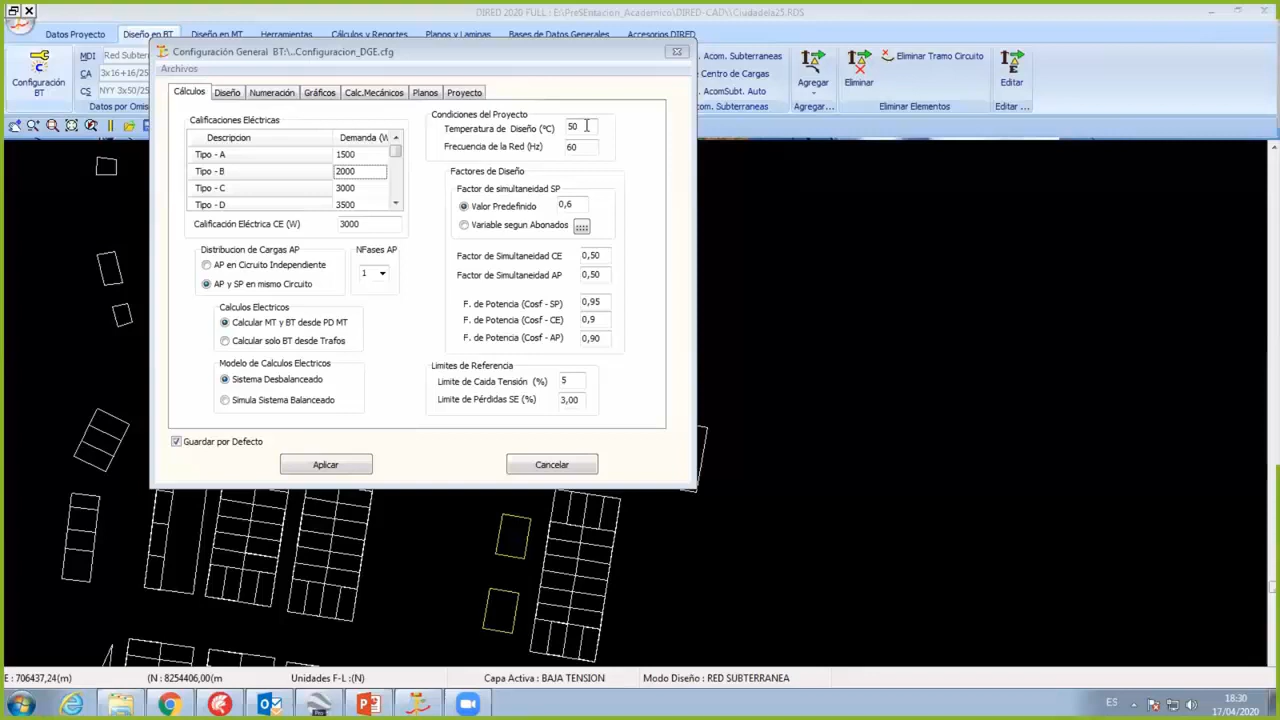 DIRED 2020 FULL : E:\PreSEntacion_Academico\DIRED-CAD\\Ciudadela25.RDS
Datos Proyecto
Diseño en BT
Diseño en MT
Herramientas
Cálculos y Reportes
Planos y Laminas
Bases de Datos Generales
Accesorios DIRED
Configuración
BT
MDI
Red Subter
CA
3x16+16/25
CS
NYY 3x50/25
Datos por Omis
Acom. Subterraneas
Centro de Cargas
AcomSubt. Auto
om. Subterraneas
Agregar
Agregar...
Eliminar
Eliminar Tramo Circuito
Eliminar Elementos
Editar
Editar ...
Configuración General BT:\..Configuracion_DGE.cfg
Archivos
Cálculos
Diseño
Numeración
Gráficos
Calc.Mecánicos
Planos
Proyecto
Calificaciones Eléctricas
Descripcion
Demanda (W
Tipo - A
1500
Tipo - B
2000
Tipo - C
3000
Tipo - D
3500
Calificación Eléctrica CE (W)
3000
Distribucion de Cargas AP
AP en Cicruito Independiente
AP y SP en mismo Circuito
NFases AP
1
Calculos Electricos
Calcular MT y BT desde PD MT
Calcular solo BT desde Trafos
Modelo de Calculos Electricos
Sistema Desbalanceado
Simula Sistema Balanceado
Condiciones del Proyecto
Temperatura de Diseño (°C)
50
Frecuencia de la Red (Hz)
60
Factores de Diseño
Factor de simultaneidad SP
Valor Predefinido
0,6
Variable segun Abonados
Factor de Simultaneidad CE
0,50
Factor de Simultaneidad AP
0,50
F. de Potencia (Cosf - SP)
0,95
F. de Potencia (Cosf - CE)
0,9
F. de Potencia (Cosf - AP)
0,90
Limites de Referencia
Limite de Caida Tensión (%)
5
Limite de Pérdidas SE (%)
3,00
Guardar por Defecto
Aplicar
Cancelar
E : 706437,24(m)
(N : 8254406,00(m
Unidades F-L :(N)
Capa Activa : BAJA TENSION
Modo Diseño : RED SUBTERRANEA
ES
18:30
17/04/2020